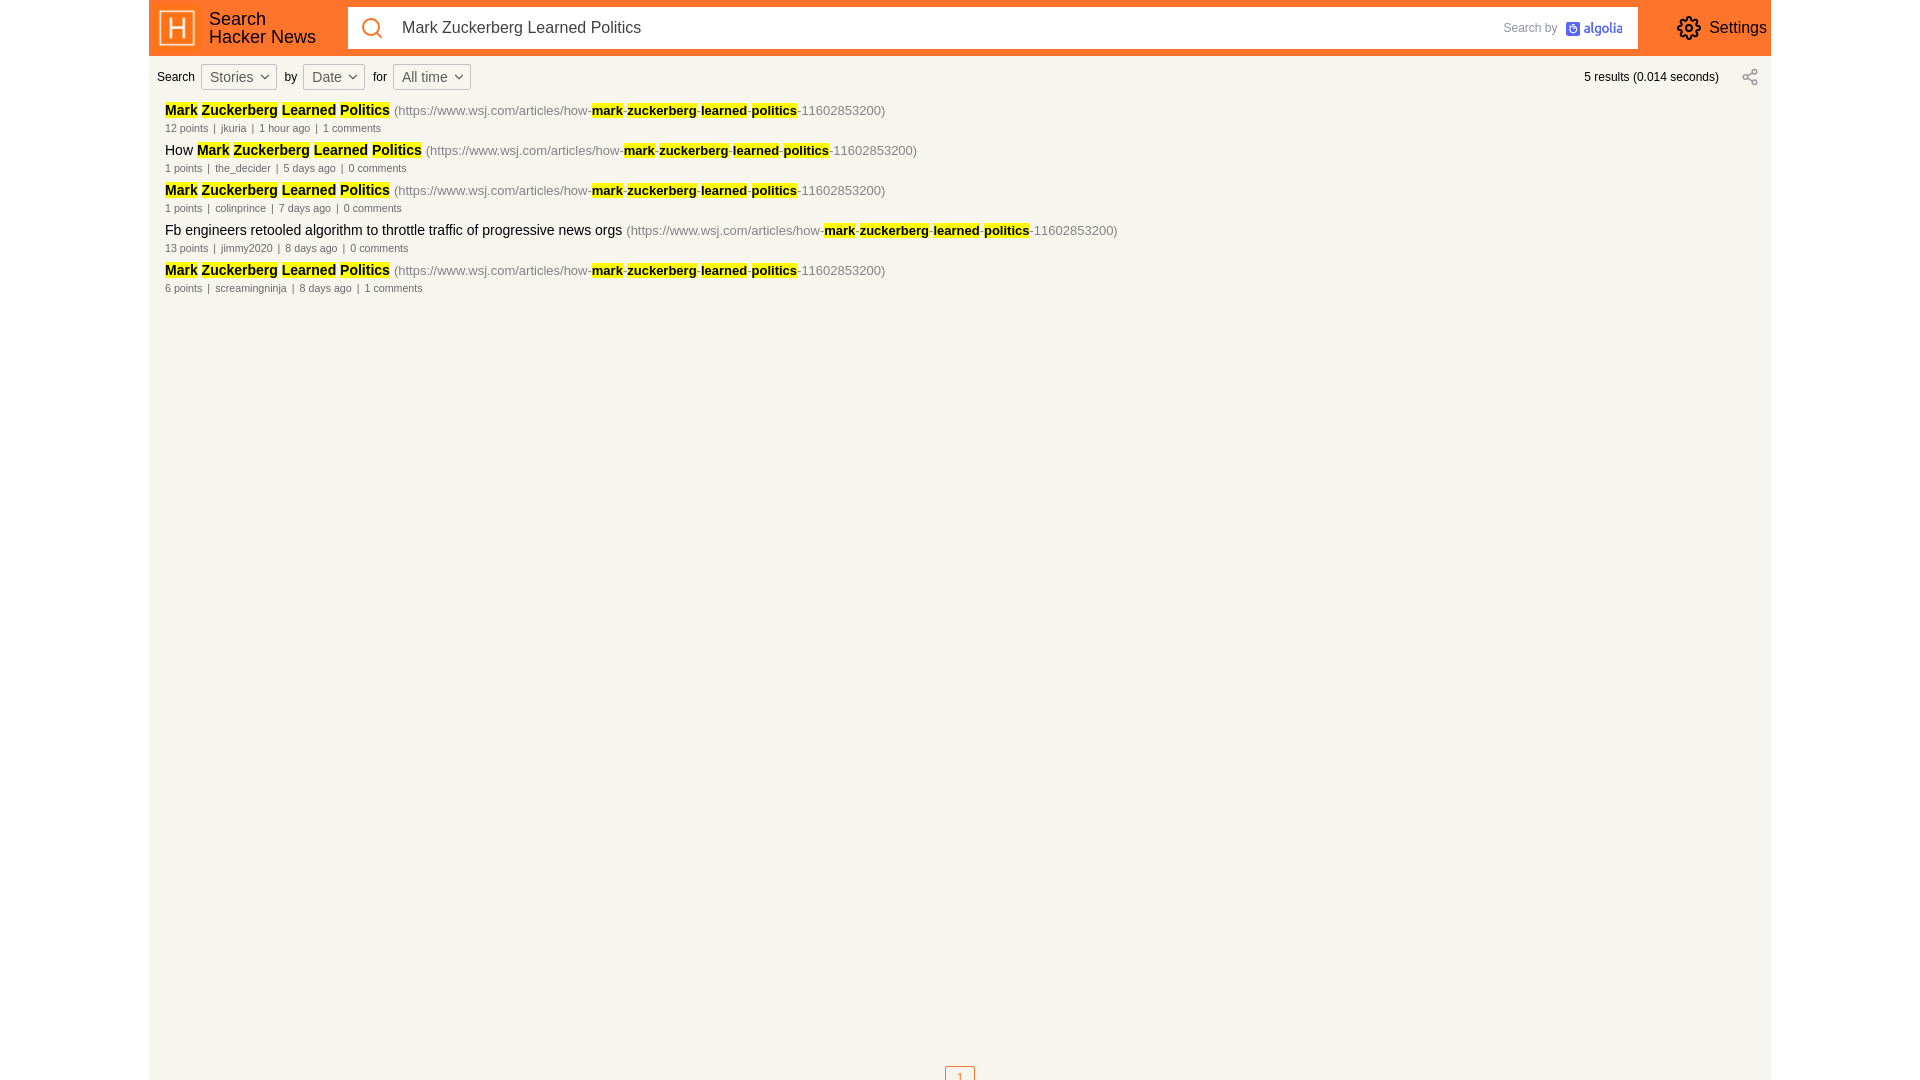 Search
Hacker News
Mark Zuckerberg Learned Politics
Search by algolia
Settings
Search Stories by Date for All time
5 results (0.014 seconds)
Mark Zuckerberg Learned Politics (https://www.wsj.com/articles/how-mark-zuckerberg-learned-politics-11602853200)
12 points | jkuria | 1 hour ago | 1 comments
How Mark Zuckerberg Learned Politics (https://www.wsj.com/articles/how-mark-zuckerberg-learned-politics-11602853200)
1 points | the_decider | 5 days ago | 0 comments
Mark Zuckerberg Learned Politics (https://www.wsj.com/articles/how-mark-zuckerberg-learned-politics-11602853200)
1 points | colinprince | 7 days ago | 0 comments
Fb engineers retooled algorithm to throttle traffic of progressive news orgs (https://www.wsj.com/articles/how-mark-zuckerberg-learned-politics-11602853200)
13 points | jimmy2020 | 8 days ago | 0 comments
Mark Zuckerberg Learned Politics (https://www.wsj.com/articles/how-mark-zuckerberg-learned-politics-11602853200)
6 points | screamingninja | 8 days ago | 1 comments
1